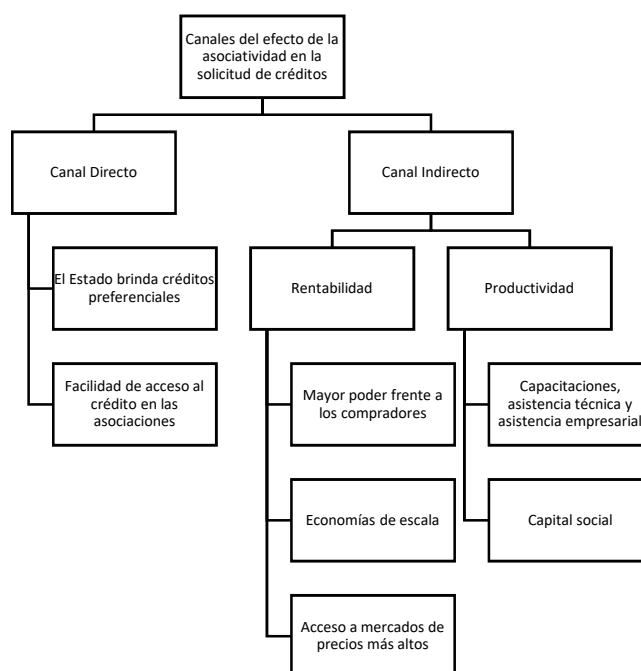 Canales del efecto de la
asociatividad en la
solicitud de créditos
Canal Directo
El Estado brinda créditos
preferenciales
Facilidad de acceso al
crédito en las
asociaciones
Canal Indirecto
Rentabilidad
Mayor poder frente a
los compradores
Economías de escala
Acceso a mercados de
precios más altos
Productividad
Capacitaciones,
asistencia técnica y
asistencia empresarial
Capital social